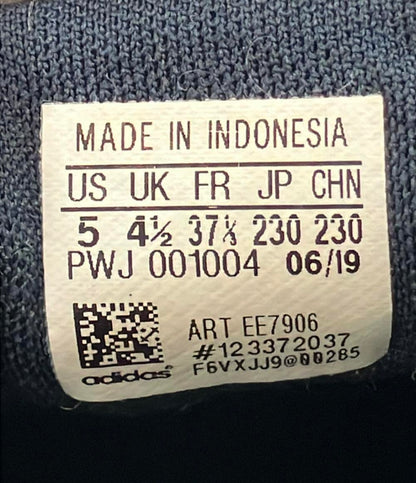 MADE IN INDONESIA
US UK FR JP CHN
5 4½ 37⅓ 230 230
PWJ 001004 06/19
ART EE7906
#123372037
F6VXJJ9@00285
adidas